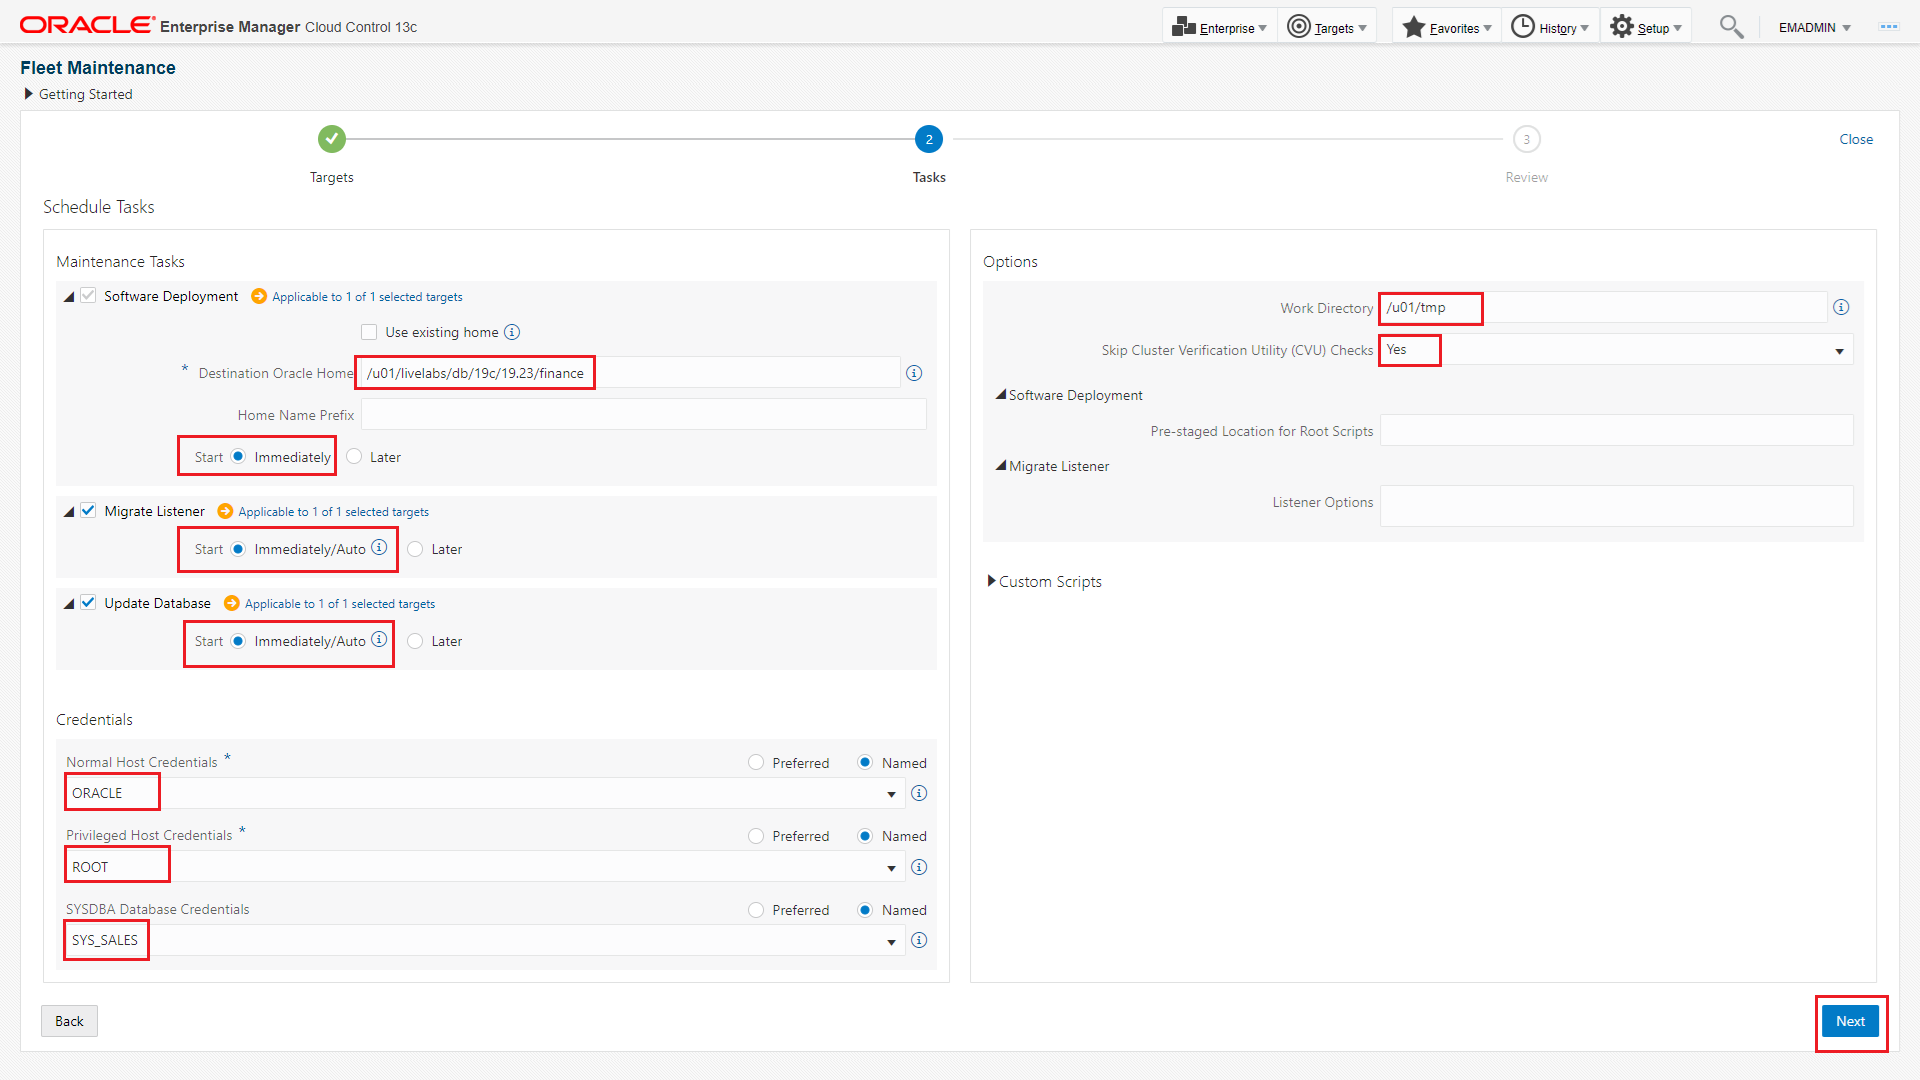 ORACLE Enterprise Manager Cloud Control 13c
Enterprise
Targets
Favorites
History
Setup
EMADMIN
Fleet Maintenance
Getting Started
2
3
Close
Targets
Tasks
Review
Schedule Tasks
Maintenance Tasks
Software Deployment
Applicable to 1 of 1 selected targets
Use existing home
* Destination Oracle Home /u01/livelabs/db/19c/19.23/finance
Home Name Prefix
Start Immediately Later
Migrate Listener Applicable to 1 of 1 selected targets
Start Immediately/Auto Later
Update Database Applicable to 1 of 1 selected targets
Start Immediately/Auto Later
Credentials
Normal Host Credentials * Preferred Named
ORACLE
Privileged Host Credentials * Preferred Named
ROOT
SYSDBA Database Credentials Preferred Named
SYS_SALES
Options
Work Directory /u01/tmp
Skip Cluster Verification Utility (CVU) Checks Yes
Software Deployment
Pre-staged Location for Root Scripts
Migrate Listener
Listener Options
Custom Scripts
Back
Next